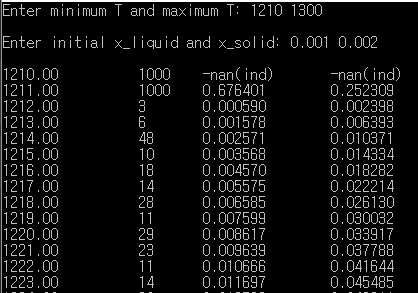 Enter minimum T and maximum T: 1210 1300
Enter initial x_liquid and x_solid: 0.001 0.002
1210.00 1000 -nan(ind) -nan(ind)
1211.00 1000 0.676401 0.252309
1212.00 3 0.000590 0.002398
1213.00 6 0.001578 0.006393
1214.00 48 0.002571 0.010371
1215.00 10 0.003568 0.014334
1216.00 18 0.004570 0.018282
1217.00 14 0.005575 0.022214
1218.00 28 0.006585 0.026130
1219.00 11 0.007599 0.030032
1220.00 29 0.008617 0.033917
1221.00 23 0.009639 0.037788
1222.00 11 0.010666 0.041644
1223.00 14 0.011697 0.045485